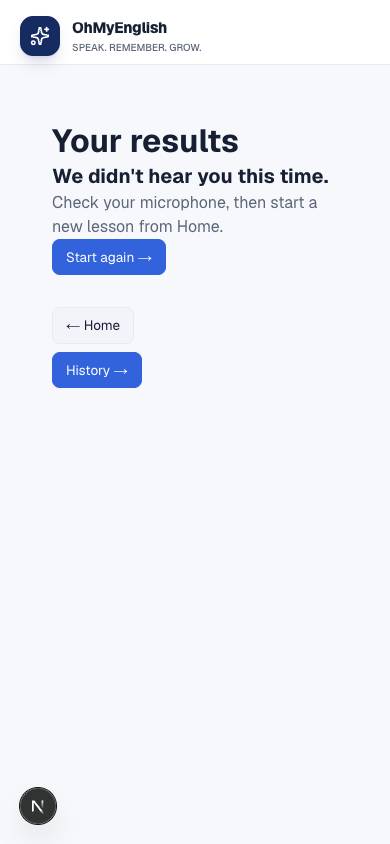 OhMyEnglish
SPEAK. REMEMBER. GROW.
Your results
We didn't hear you this time.
Check your microphone, then start a
new lesson from Home.
Start again →
← Home
History →
N